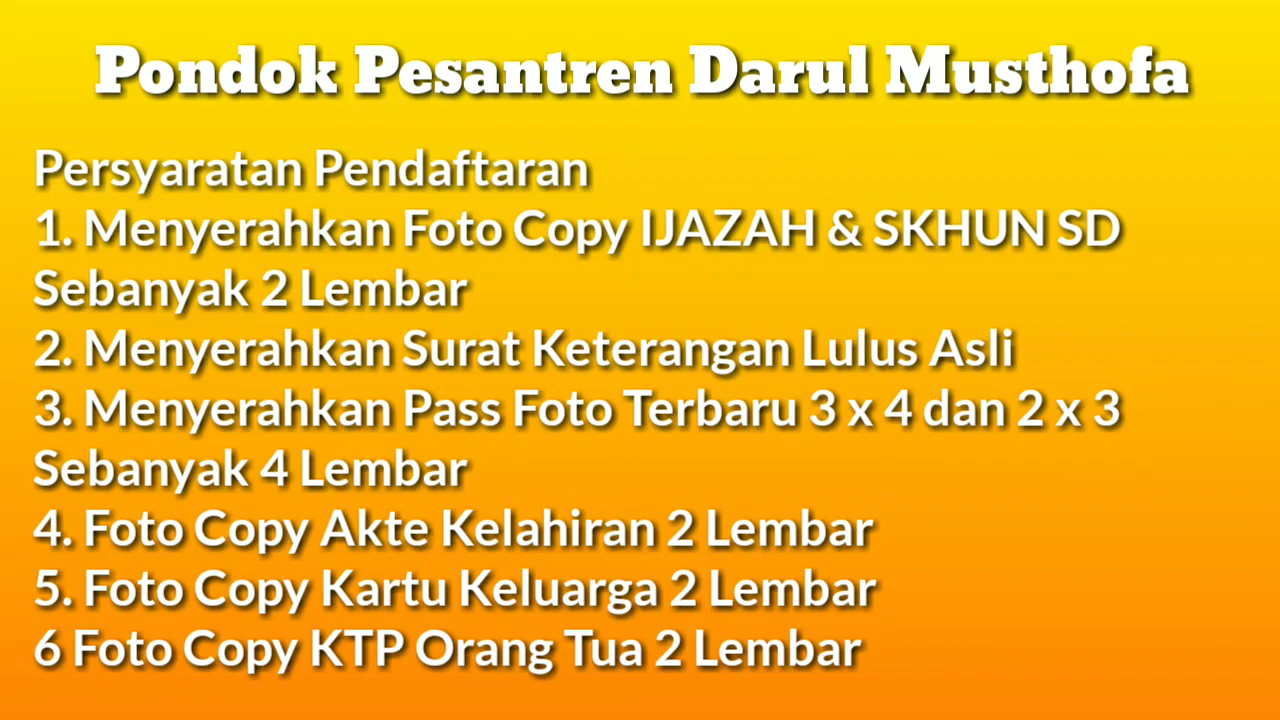 Pondok Pesantren Darul Musthofa
Persyaratan Pendaftaran
1. Menyerahkan Foto Copy IJAZAH & SKHUN SD
Sebanyak 2 Lembar
2. Menyerahkan Surat Keterangan Lulus Asli
3. Menyerahkan Pass Foto Terbaru 3 x 4 dan 2 x 3
Sebanyak 4 Lembar
4. Foto Copy Akte Kelahiran 2 Lembar
5. Foto Copy Kartu Keluarga 2 Lembar
6 Foto Copy KTP Orang Tua 2 Lembar